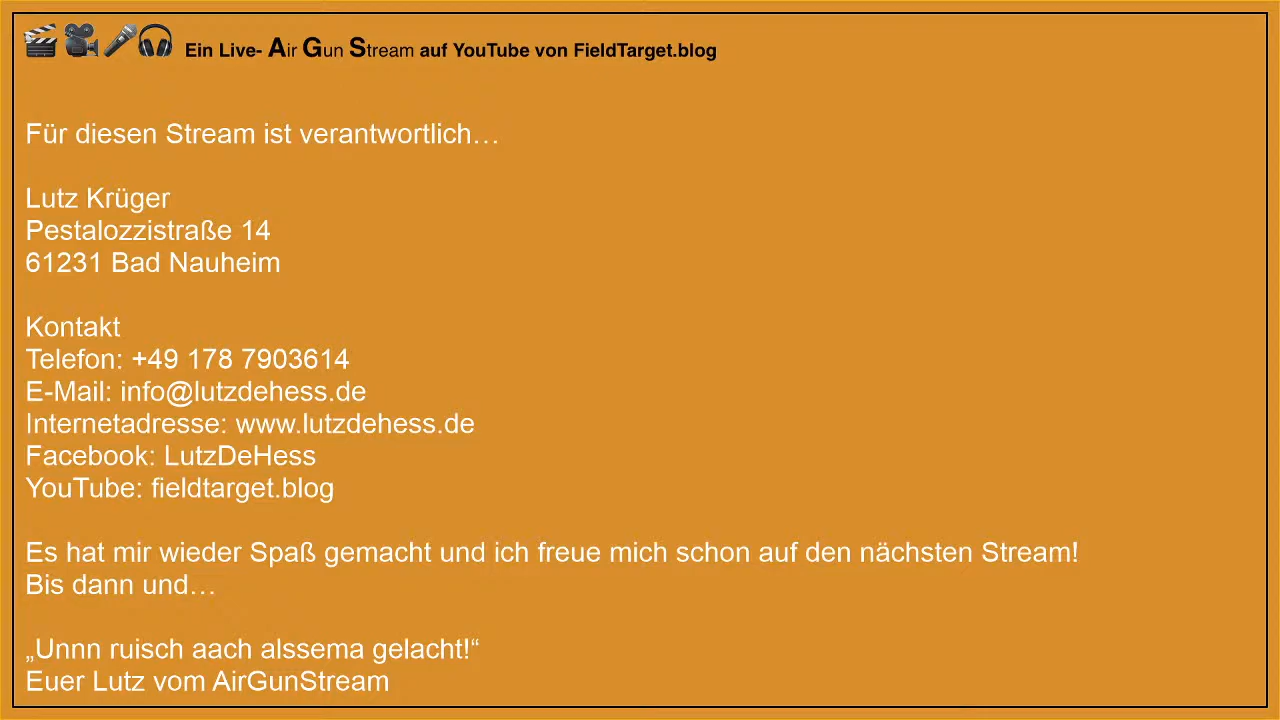 Ein Live- Air Gun Stream auf YouTube von FieldTarget.blog
Für diesen Stream ist verantwortlich…
Lutz Krüger
Pestalozzistraße 14
61231 Bad Nauheim
Kontakt
Telefon: +49 178 7903614
E-Mail: info@lutzdehess.de
Internetadresse: www.lutzdehess.de
Facebook: LutzDeHess
YouTube: fieldtarget.blog
Es hat mir wieder Spaß gemacht und ich freue mich schon auf den nächsten Stream!
Bis dann und…
„Unnn ruisch aach alssema gelacht!“
Euer Lutz vom AirGunStream